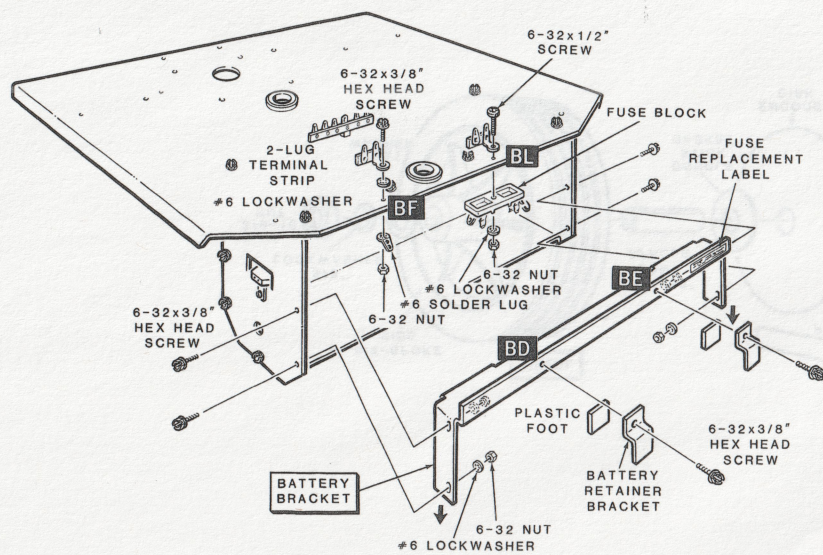 6-32x1/2"
SCREW
6-32x3/8"
HEX HEAD
SCREW
FUSE BLOCK
FUSE
REPLACEMENT
LABEL
2-LUG
TERMINAL
STRIP
BL
#6 LOCKWASHER
BF
6-32 NUT
#6 LOCKWASHER
#6 SOLDER LUG
6-32 NUT
BE
6-32x3/8"
HEX HEAD
SCREW
BD
PLASTIC
FOOT
6-32x3/8"
HEX HEAD
SCREW
BATTERY
BRACKET
BATTERY
RETAINER
BRACKET
6-32 NUT
#6 LOCKWASHER